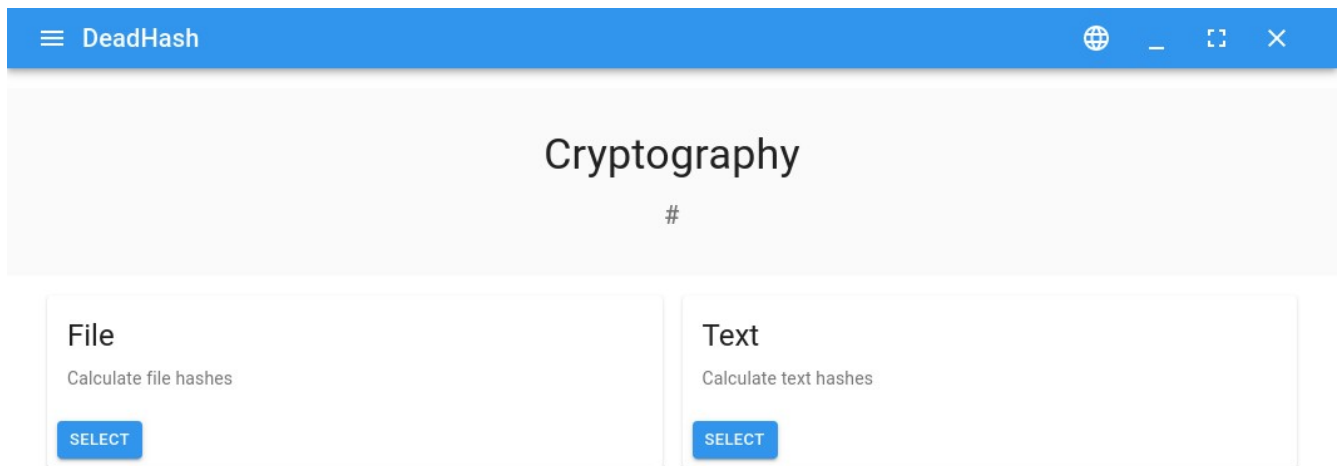 DeadHash
Cryptography
#
File
Calculate file hashes
SELECT
Text
Calculate text hashes
SELECT